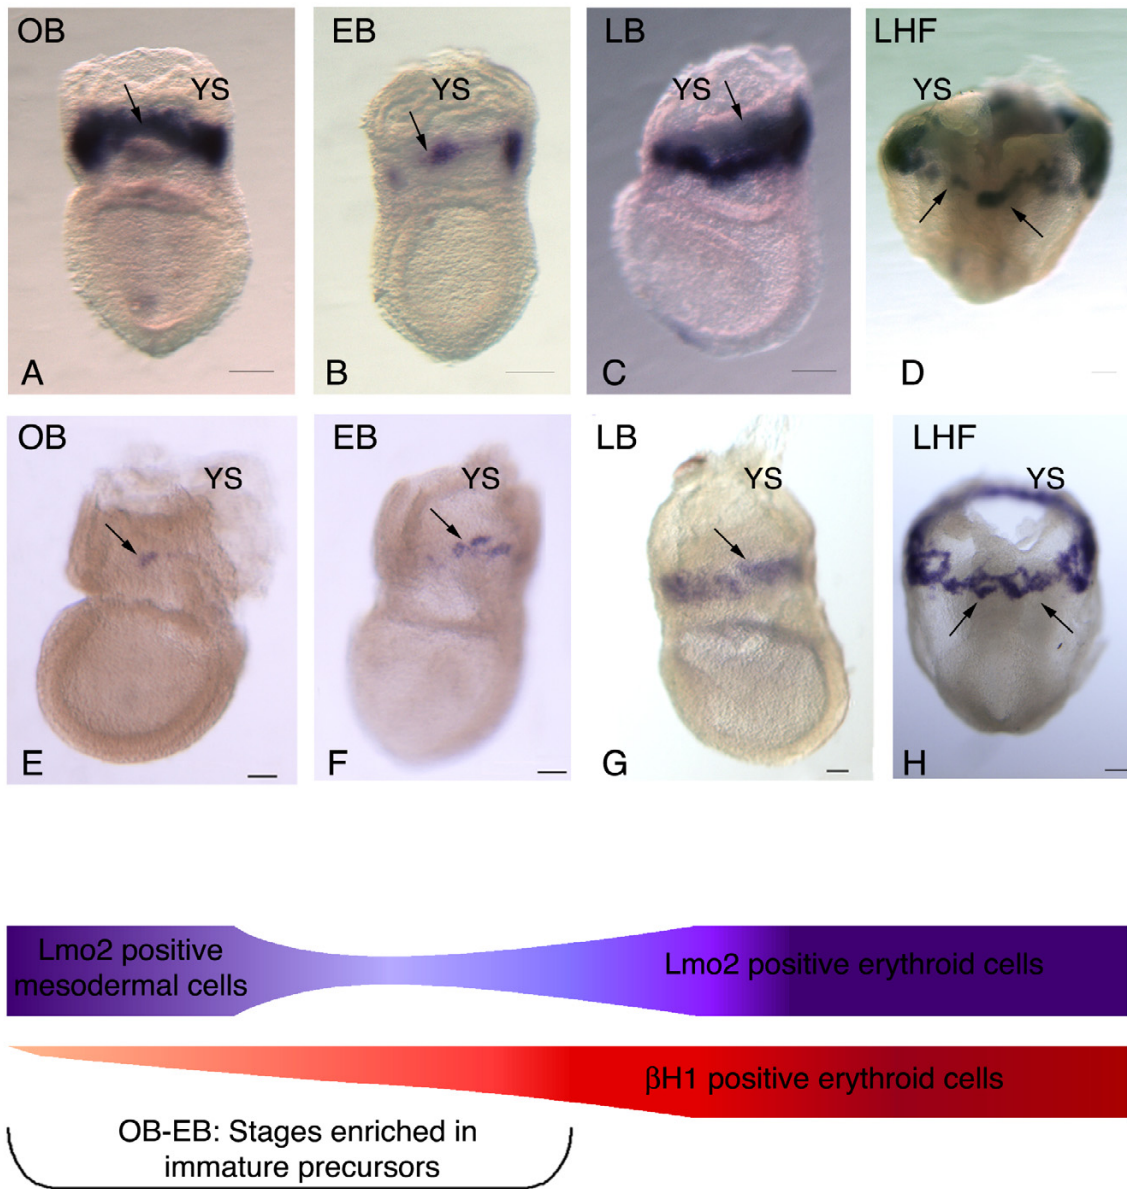 OB
EB
LB
LHF
YS
YS
YS
YS
A
B
C
D
OB
EB
LB
LHF
YS
YS
YS
YS
E
F
G
H
Lmo2 positive
mesodermal cells
Lmo2 positive erythroid cells
βH1 positive erythroid cells
OB-EB: Stages enriched in
immature precursors